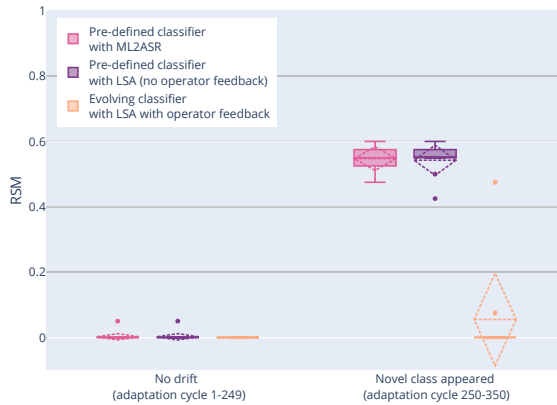 1
0.8
0.6
0.4
0.2
0
RSM
Pre-defined classifier
with ML2ASR
Pre-defined classifier
with LSA (no operator feedback)
Evolving classifier
with LSA with operator feedback
No drift
(adaptation cycle 1-249)
Novel class appeared
(adaptation cycle 250-350)